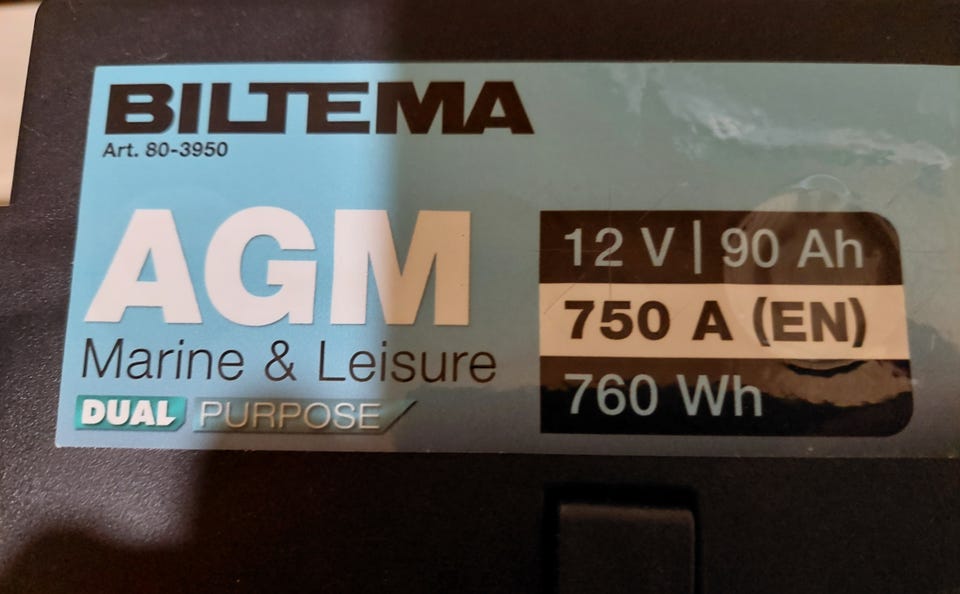 BILTEMA
Art. 80-3950
AGM
Marine & Leisure
DUAL PURPOSE
12 V | 90 Ah
750 A (EN)
760 Wh